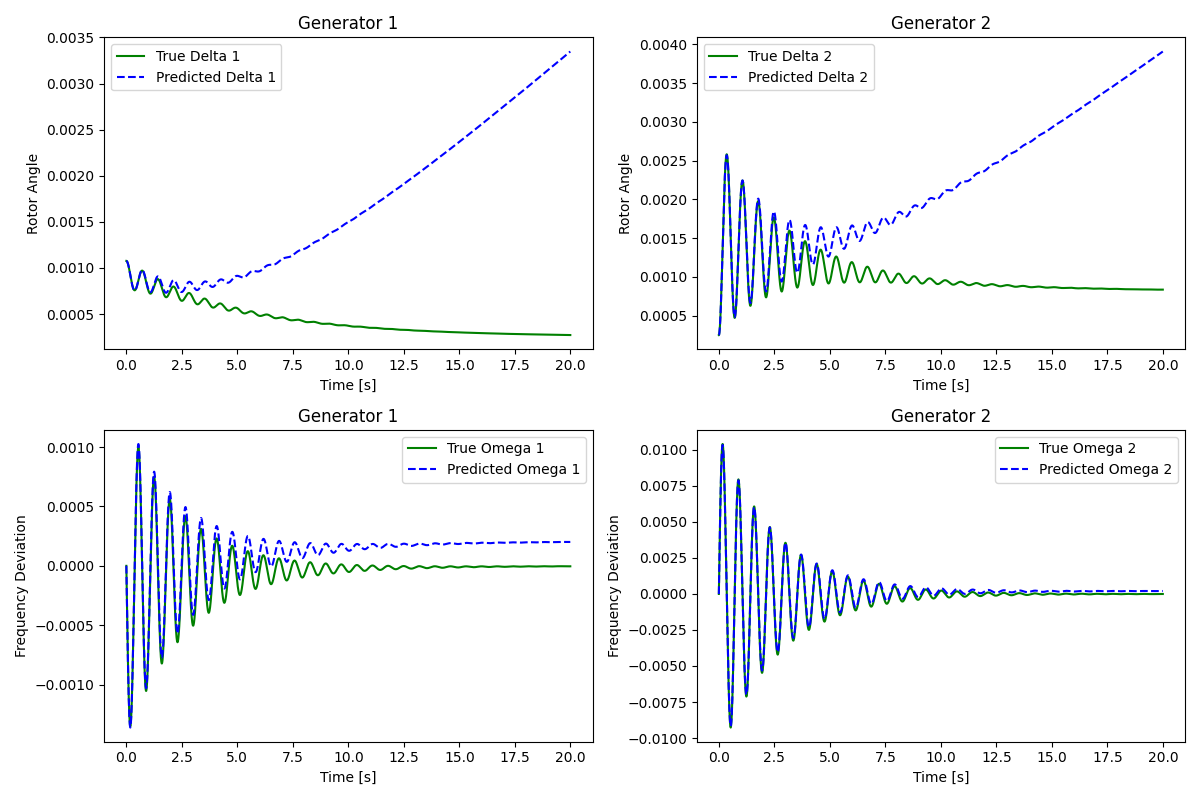 Generator 1
0.0035
0.0030
0.0025
0.0020
0.0015
0.0010
0.0005
Rotor Angle
True Delta 1
Predicted Delta 1
0.0 2.5 5.0 7.5 10.0 12.5 15.0 17.5 20.0
Time [s]
Generator 2
0.0040
0.0035
0.0030
0.0025
0.0020
0.0015
0.0010
0.0005
Rotor Angle
True Delta 2
Predicted Delta 2
0.0 2.5 5.0 7.5 10.0 12.5 15.0 17.5 20.0
Time [s]
Generator 1
0.0010
0.0005
0.0000
−0.0005
−0.0010
Frequency Deviation
True Omega 1
Predicted Omega 1
0.0 2.5 5.0 7.5 10.0 12.5 15.0 17.5 20.0
Time [s]
Generator 2
0.0100
0.0075
0.0050
0.0025
0.0000
−0.0025
−0.0050
−0.0075
−0.0100
Frequency Deviation
True Omega 2
Predicted Omega 2
0.0 2.5 5.0 7.5 10.0 12.5 15.0 17.5 20.0
Time [s]